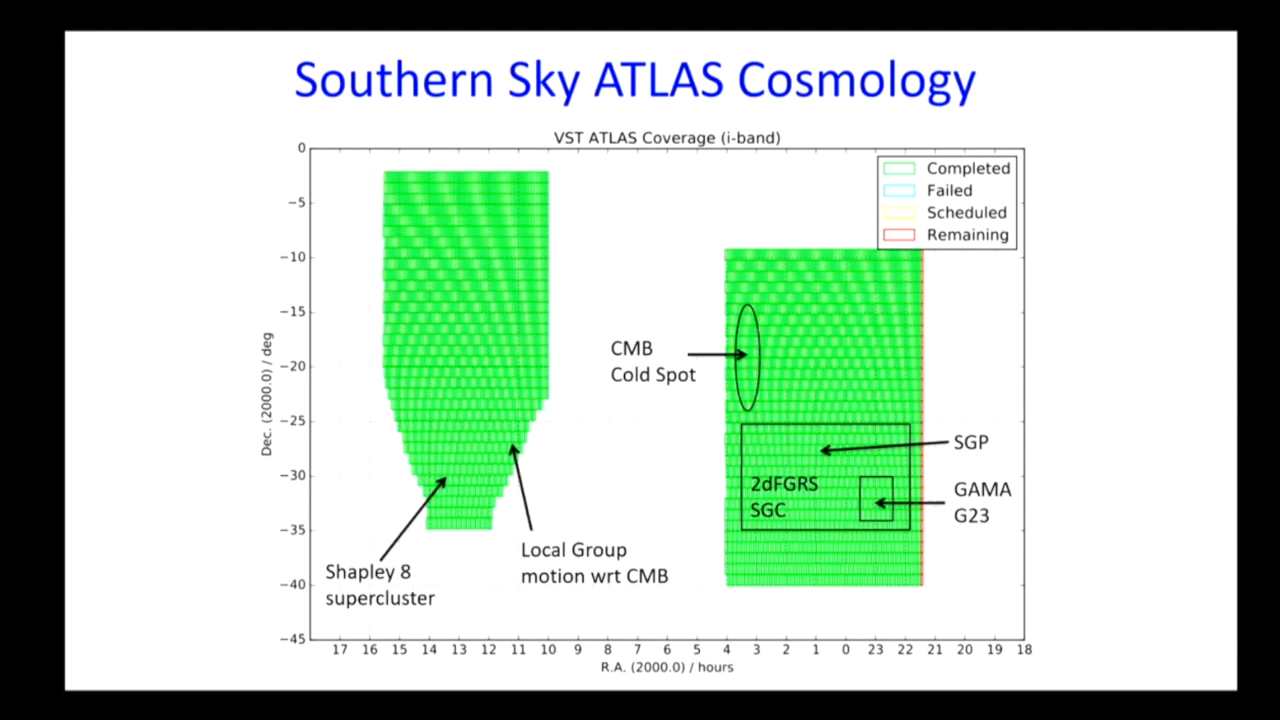 Southern Sky ATLAS Cosmology
VST ATLAS Coverage (i-band)
Completed
Failed
Scheduled
Remaining
0
−5
−10
−15
−20
−25
−30
−35
−40
−45
Dec. (2000.0) / deg
CMB
Cold Spot
SGP
2dFGRS
SGC
GAMA
G23
Local Group
motion wrt CMB
Shapley 8
supercluster
17 16 15 14 13 12 11 10 9 8 7 6 5 4 3 2 1 0 23 22 21 20 19 18
R.A. (2000.0) / hours